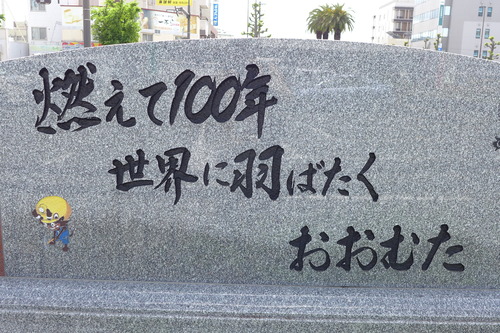 燃えて100年
世界に羽ばたく
おおむた